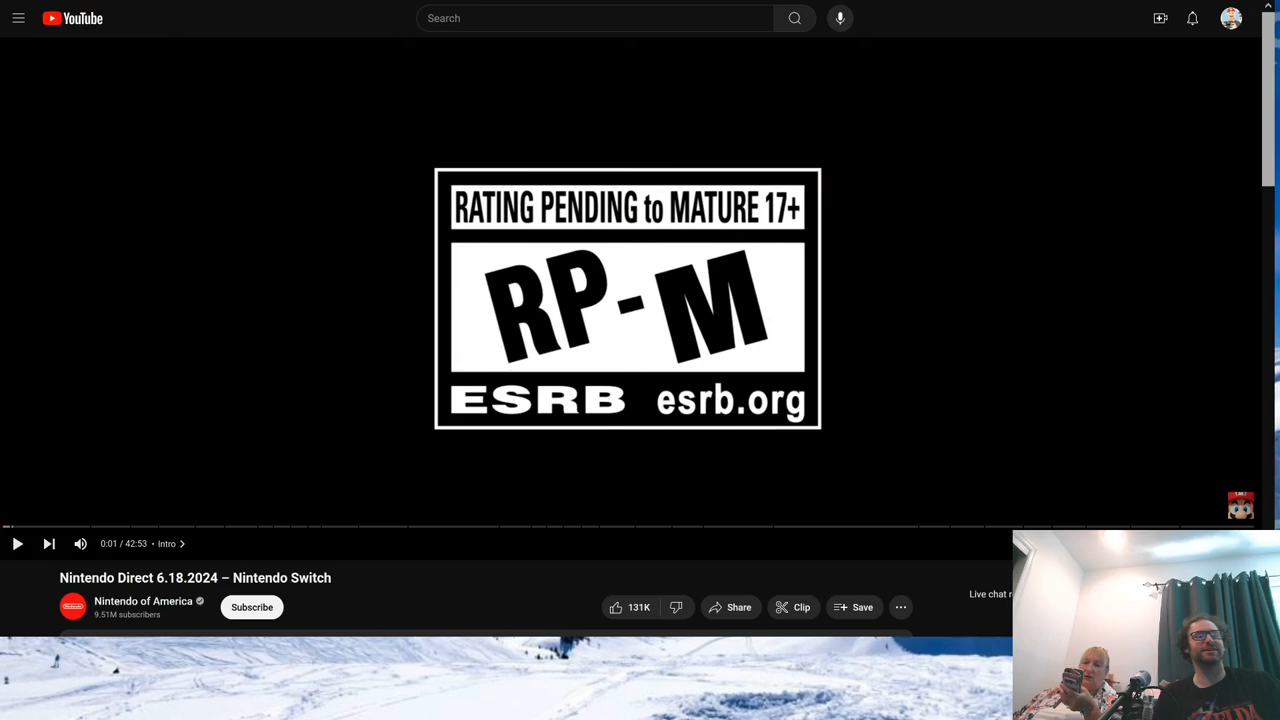 YouTube
Search
RATING PENDING to MATURE 17+
RP-M
ESRB esrb.org
0:01 / 42:53 • Intro
Nintendo Direct 6.18.2024 – Nintendo Switch
Nintendo of America
9.51M subscribers
Subscribe
131K
Share
Clip
Save
Live chat r